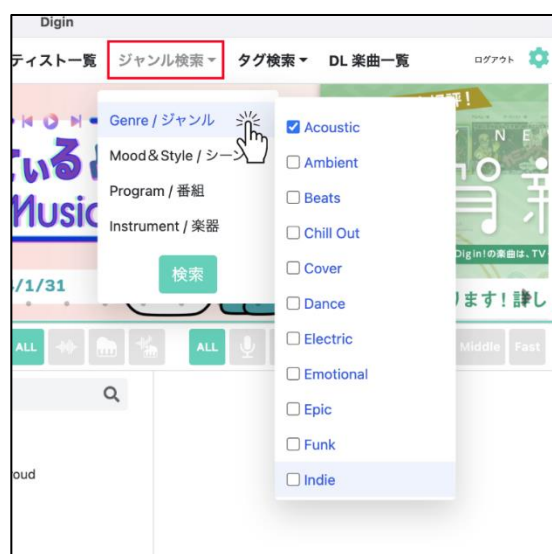 Digin
ティスト一覧 ジャンル検索 タグ検索 DL 楽曲一覧 ログアウト
Genre / ジャンル
Mood&Style / シーン
Program / 番組
Instrument / 楽器
検索
Acoustic
Ambient
Beats
Chill Out
Cover
Dance
Electric
Emotional
Epic
Funk
Indie
ている
Music
/1/31
Y NE
Digin!の楽曲は、TV
ります！詳し
ALL ALL Middle Fast
oud